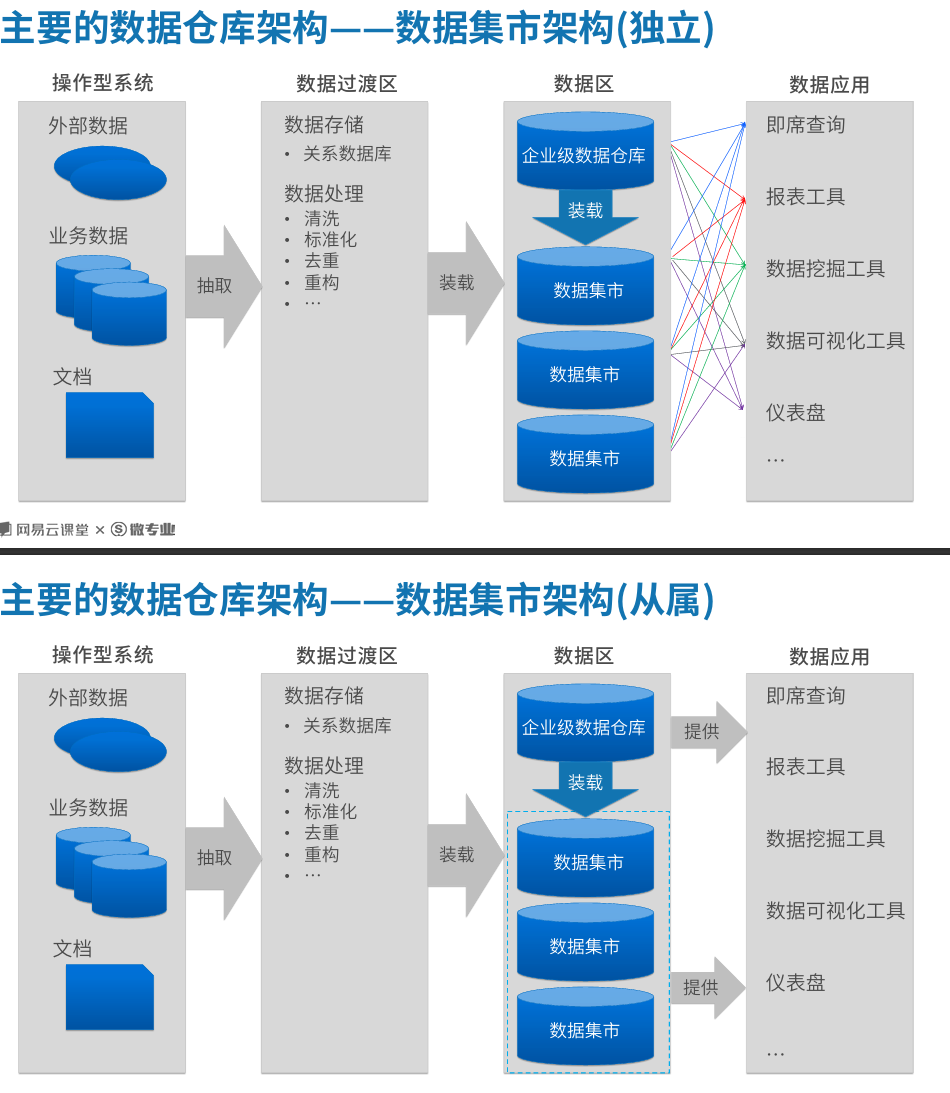 主要的数据仓库架构——数据集市架构(独立)
操作型系统
外部数据
业务数据
文档
抽取
数据过渡区
数据存储
• 关系数据库
数据处理
• 清洗
• 标准化
• 去重
• 重构
• …
装载
数据区
企业级数据仓库
装载
数据集市
数据集市
数据集市
数据应用
即席查询
报表工具
数据挖掘工具
数据可视化工具
仪表盘
…
网易云课堂 × S 微专业
主要的数据仓库架构——数据集市架构(从属)
操作型系统
外部数据
业务数据
文档
抽取
数据过渡区
数据存储
• 关系数据库
数据处理
• 清洗
• 标准化
• 去重
• 重构
• …
装载
数据区
企业级数据仓库
装载
数据集市
数据集市
数据集市
提供
提供
数据应用
即席查询
报表工具
数据挖掘工具
数据可视化工具
仪表盘
…